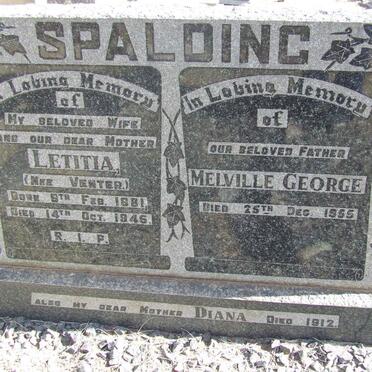 SPALDING
In Loving Memory
of
MY BELOVED WIFE
AND OUR DEAR MOTHER
LETITIA,
(NEE VENTER.)
BORN 8TH FEB. 1881.
DIED 14TH OCT. 1945.
R. I. P.
In Loving Memory
of
OUR BELOVED FATHER
MELVILLE GEORGE
DIED 25TH DEC. 1955
ALSO MY DEAR MOTHER DIANA DIED 1912.